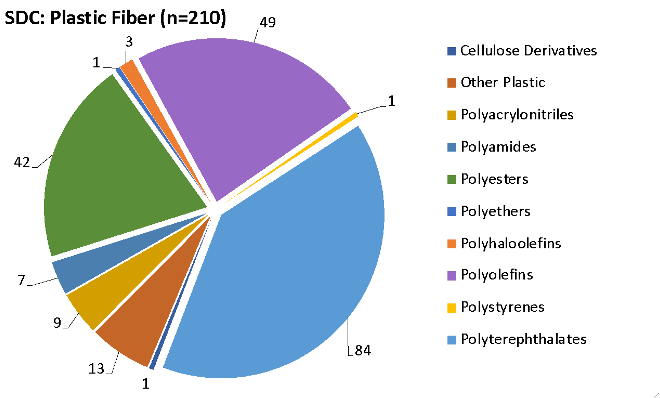 SDC: Plastic Fiber (n=210)
49
3
1
1
42
7
9
13
1
84
Cellulose Derivatives
Other Plastic
Polyacrylonitriles
Polyamides
Polyesters
Polyethers
Polyhaloolefins
Polyolefins
Polystyrenes
Polyterephthalates